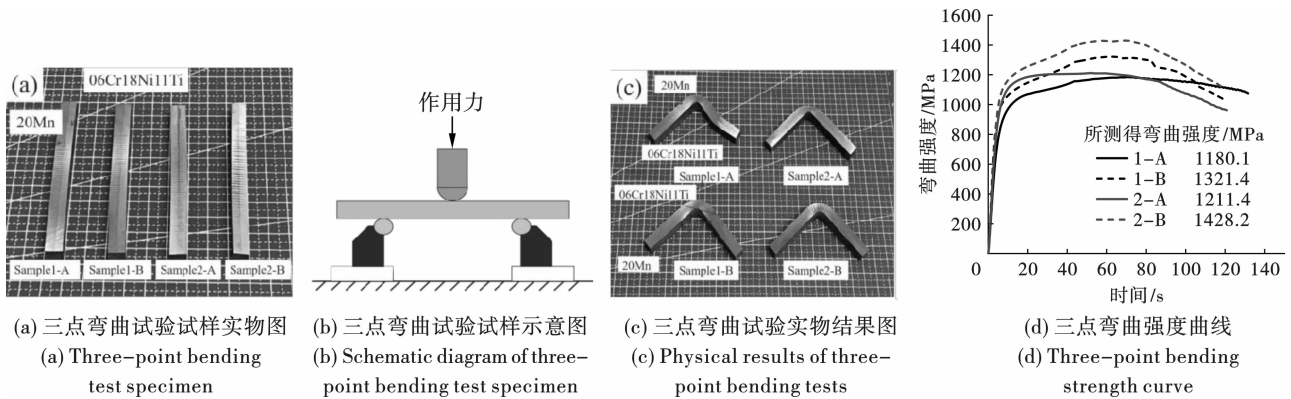 (a)
06Cr18Ni11Ti
20Mn
Sample1-A
Sample1-B
Sample2-A
Sample2-B
作用力
(c)
20Mn
06Cr18Ni11Ti
Sample1-A
Sample2-A
06Cr18Ni11Ti
20Mn
Sample1-B
Sample2-B
弯曲强度/MPa
1600
1400
1200
1000
800
600
400
200
0
20
40
60
80
100
120
140
时间/s
所测得弯曲强度/MPa
1-A 1180.1
1-B 1321.4
2-A 1211.4
2-B 1428.2
(a) 三点弯曲试验试样实物图
(a) Three-point bending
test specimen
(b) 三点弯曲试验试样示意图
(b) Schematic diagram of three-
point bending test specimen
(c) 三点弯曲试验实物结果图
(c) Physical results of three-
point bending tests
(d) 三点弯曲强度曲线
(d) Three-point bending
strength curve